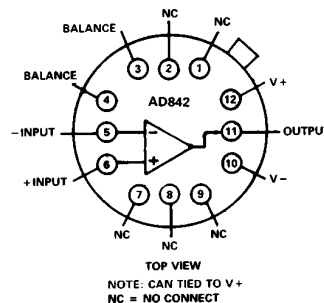 NC
BALANCE
NC
3
2
1
BALANCE
4
AD842
12
V+
−INPUT
5
−
11
OUTPUT
+INPUT
6
+
10
V−
7
8
9
NC
NC
NC
TOP VIEW
NOTE: CAN TIED TO V+
NC = NO CONNECT